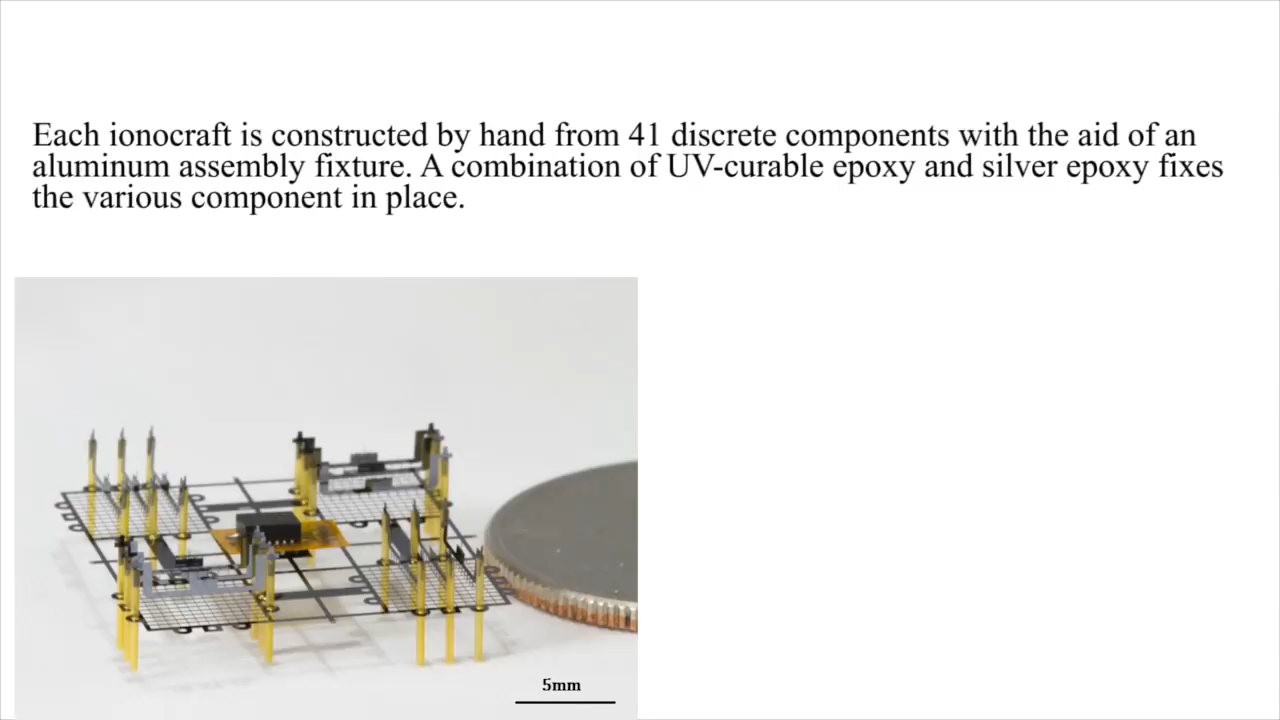 Each ionocraft is constructed by hand from 41 discrete components with the aid of an
aluminum assembly fixture. A combination of UV-curable epoxy and silver epoxy fixes
the various component in place.
5mm